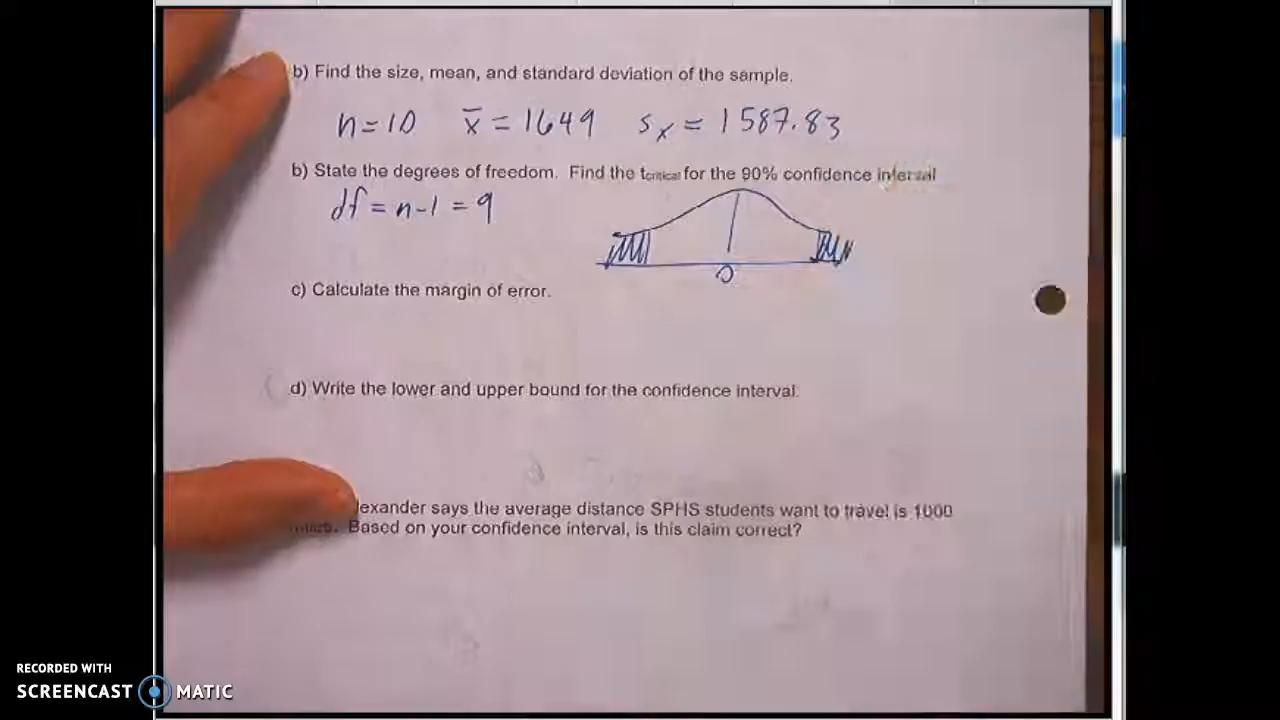 b) Find the size, mean, and standard deviation of the sample.
n = 10 x̄ = 1649 sx = 1587.83
b) State the degrees of freedom. Find the tcritical for the 90% confidence interval
df = n-1 = 9
0
c) Calculate the margin of error.
d) Write the lower and upper bound for the confidence interval.
lexander says the average distance SPHS students want to travel is 1000
Based on your confidence interval, is this claim correct?
RECORDED WITH
SCREENCAST MATIC